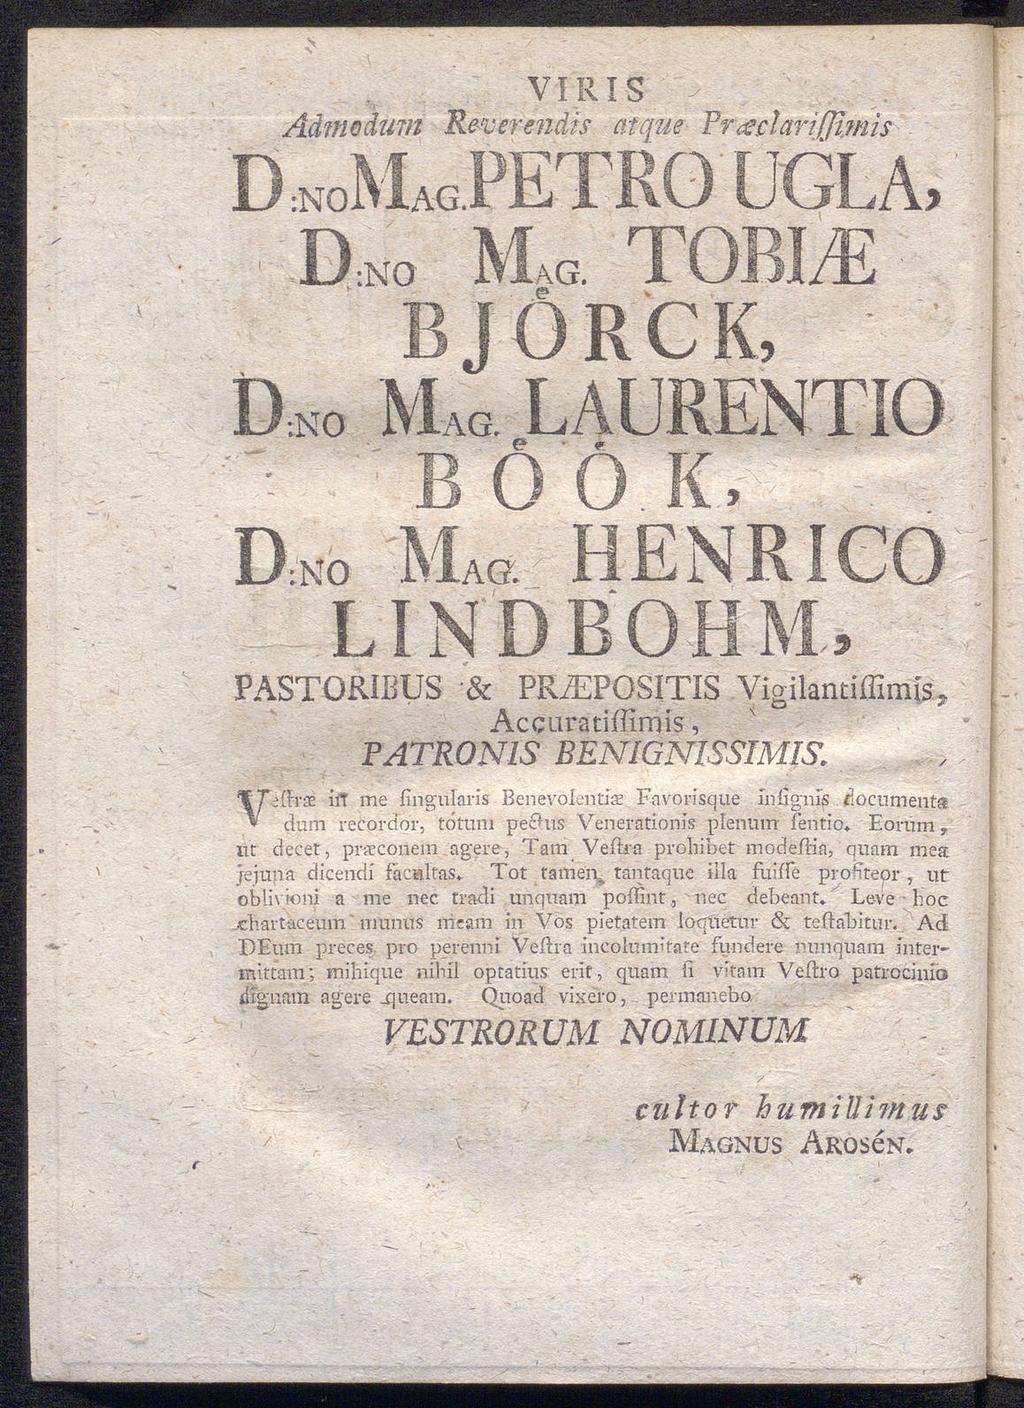 VIRIS
Admodum Reverendis atque Præclariſſimis
D:NO MAG. PETRO UGLA,
D:NO MAG. TOBIÆ
BJOͤRCK,
D:NO MAG. LAURENTIO
BOͤOͤK,
D:NO MAG. HENRICO
LINDBOHM,
PASTORIBUS & PRÆPOSITIS Vigilantiſſimis,
Accuratiſſimis,
PATRONIS BENIGNISSIMIS.
Veſtræ in me ſingularis Benevolentiæ Favorisque inſignis documenta
dum recordor, totum pectus Venerationis plenum ſentio. Eorum,
ut decet, præconem agere, Tam Veſtra prohibet modeſtia, quam mea
jejuna dicendi facultas. Tot tamen tantaque illa fuiſſe profiteor, ut
oblivioni a me nec tradi unquam poſſint, nec debeant. Leve hoc
chartaceum munus meam in Vos pietatem loquetur & teſtabitur. Ad
DEum preces pro perenni Veſtra incolumitate fundere nunquam inter-
mittam; mihique nihil optatius erit, quam ſi vitam Veſtro patrocinio
dignam agere queam. Quoad vixero, permanebo
VESTRORUM NOMINUM
cultor humillimus
MAGNUS AROSéN.